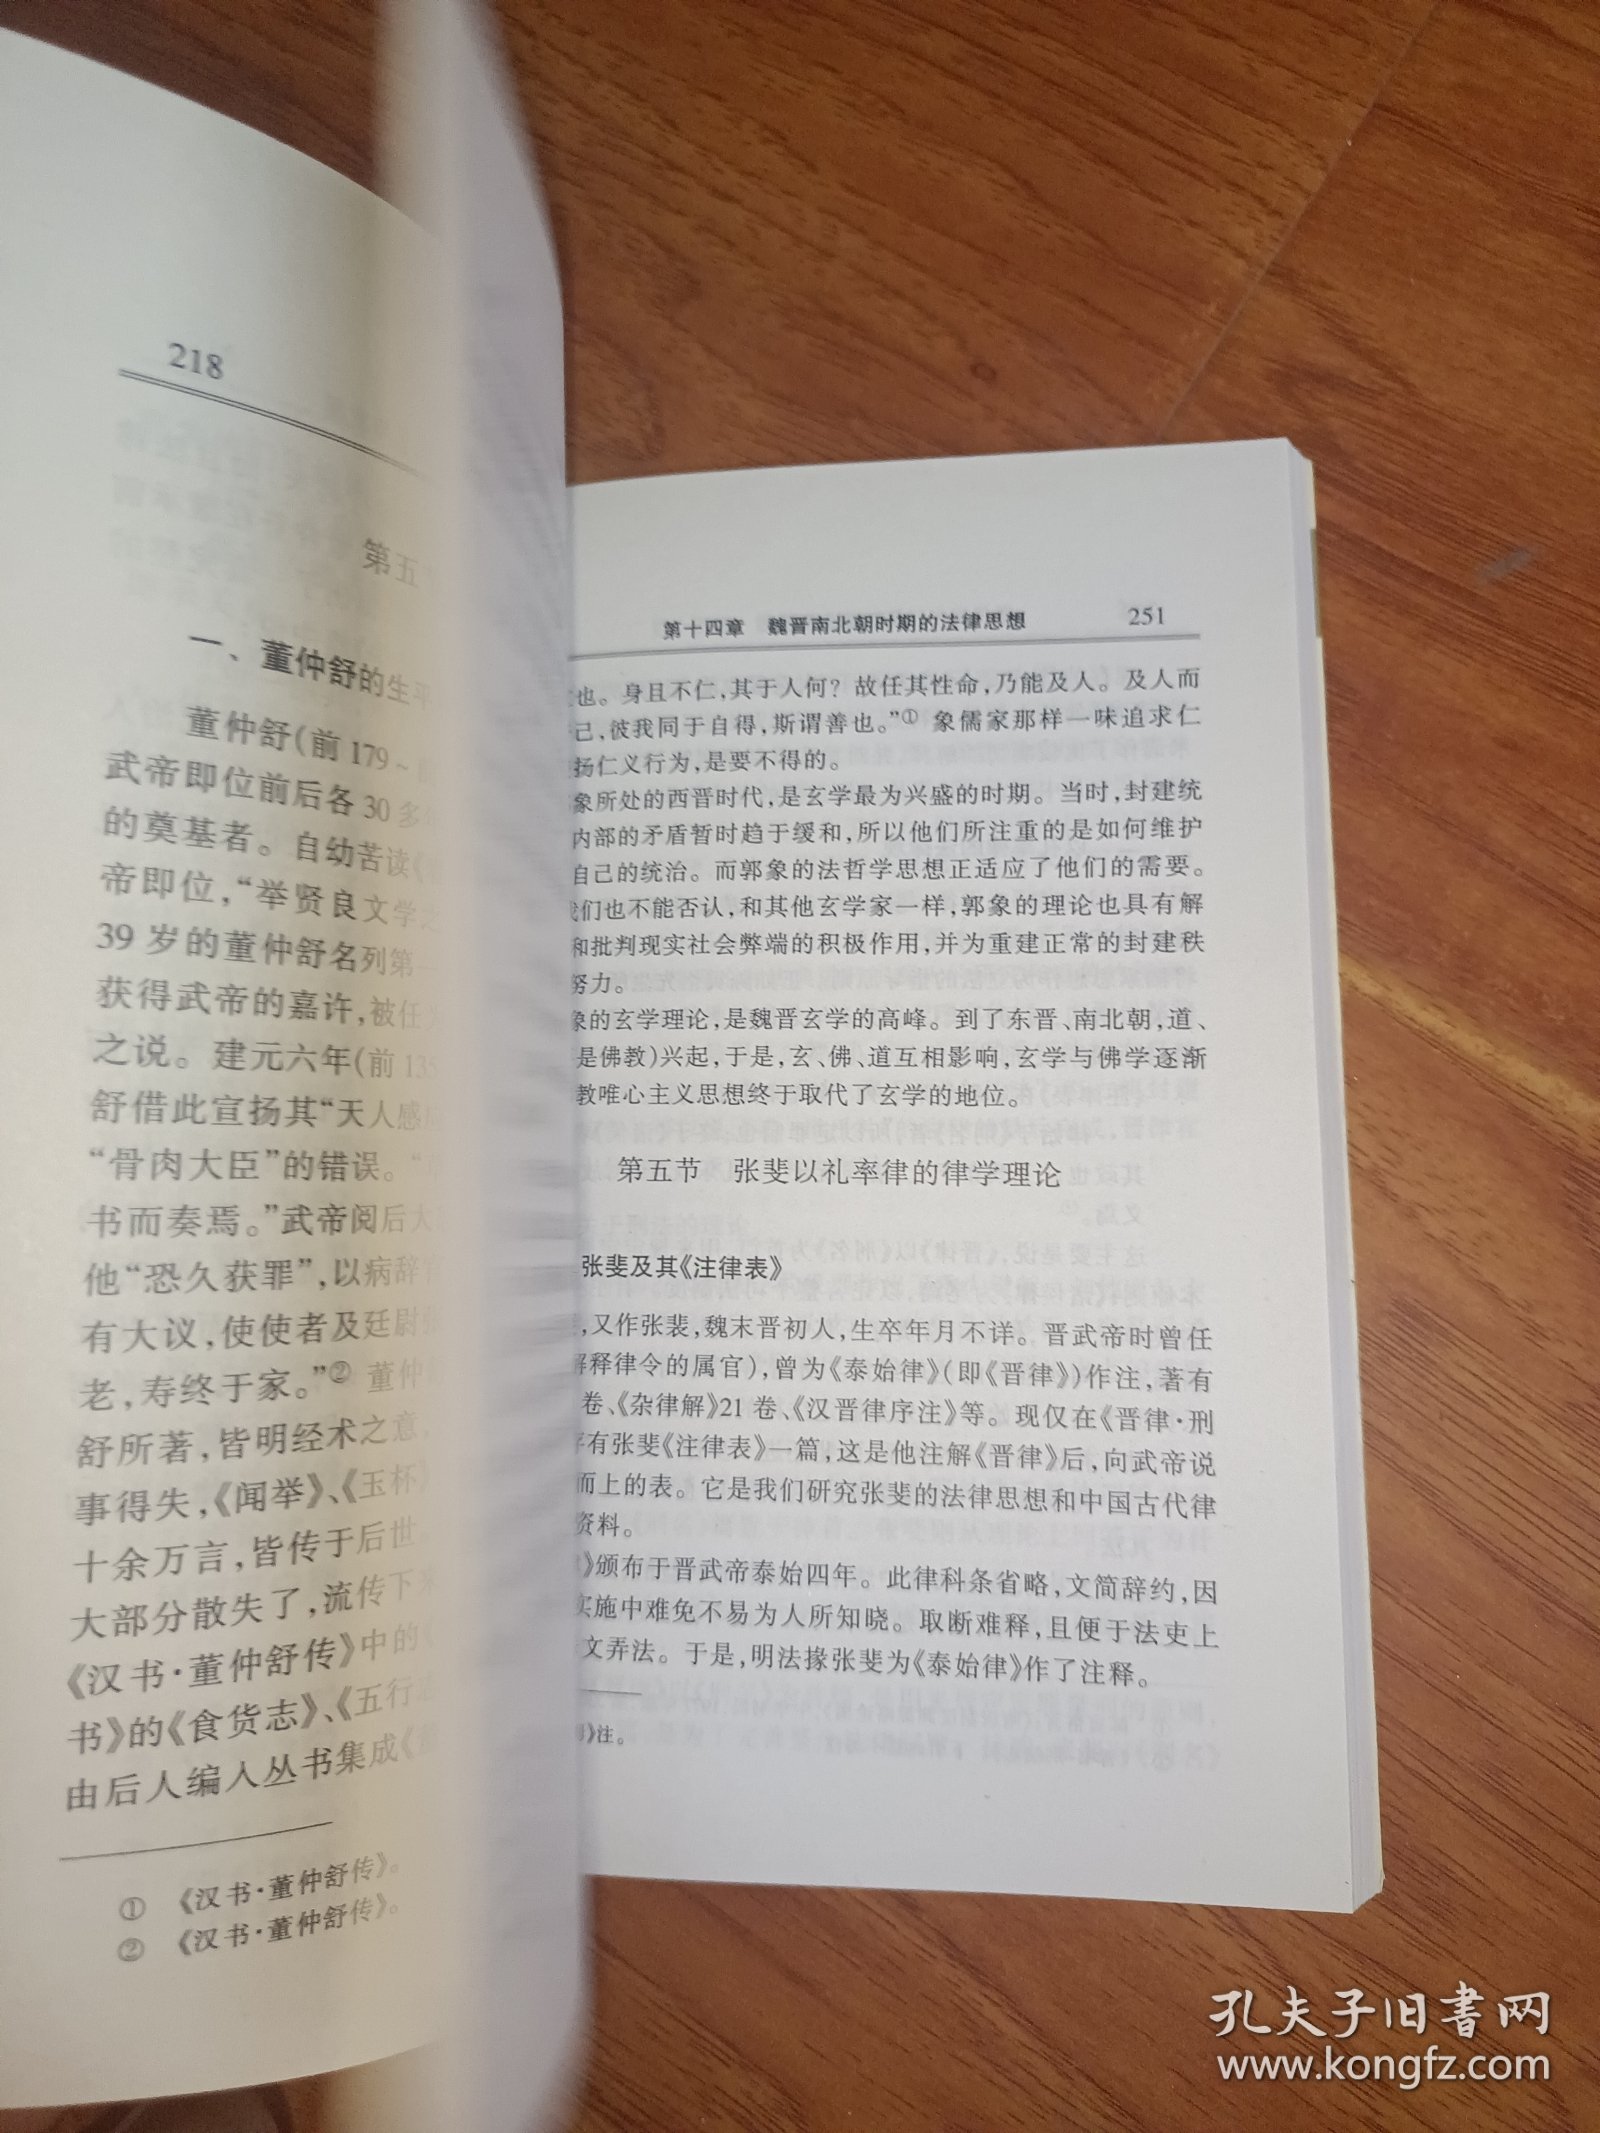 218
第五
一、董仲舒的生平
董仲舒(前179~
武帝即位前后各30多
的奠基者。自幼苦读《
帝即位,“举贤良文学之
39岁的董仲舒名列第一
获得武帝的嘉许,被任
之说。建元六年(前135
舒借此宣扬其“天人感应
“骨肉大臣”的错误。“
书而奏焉。”武帝阅后大
他“恐久获罪”,以病辞官
有大议,使使者及廷尉张
老,寿终于家。”② 董仲
舒所著,皆明经术之意,
事得失,《闻举》、《玉杯》
十余万言,皆传于后世。
大部分散失了,流传下来
《汉书·董仲舒传》中的《
书》的《食货志》、《五行志
由后人编入丛书集成《
① 《汉书·董仲舒传》。
② 《汉书·董仲舒传》。
第十四章 魏晋南北朝时期的法律思想 251
也。身且不仁,其于人何?故任其性命,乃能及人。及人而
己,彼我同于自得,斯谓善也。”① 象儒家那样一味追求仁
扬仁义行为,是要不得的。
象所处的西晋时代,是玄学最为兴盛的时期。当时,封建统
内部的矛盾暂时趋于缓和,所以他们所注重的是如何维护
自己的统治。而郭象的法哲学思想正适应了他们的需要。
我们也不能否认,和其他玄学家一样,郭象的理论也具有解
和批判现实社会弊端的积极作用,并为重建正常的封建秩
努力。
象的玄学理论,是魏晋玄学的高峰。到了东晋、南北朝,道、
是佛教)兴起,于是,玄、佛、道互相影响,玄学与佛学逐渐
教唯心主义思想终于取代了玄学的地位。
第五节 张斐以礼率律的律学理论
张斐及其《注律表》
,又作张裴,魏末晋初人,生卒年月不详。晋武帝时曾任
解释律令的属官),曾为《泰始律》(即《晋律》)作注,著有
卷、《杂律解》21卷、《汉晋律序注》等。现仅在《晋律·刑
存有张斐《注律表》一篇,这是他注解《晋律》后,向武帝说
而上的表。它是我们研究张斐的法律思想和中国古代律
资料。
》颁布于晋武帝泰始四年。此律科条省略,文简辞约,因
实施中难免不易为人所知晓。取断难释,且便于法吏上
文弄法。于是,明法掾张斐为《泰始律》作了注释。
》注。
孔夫子旧书网
www.kongfz.com